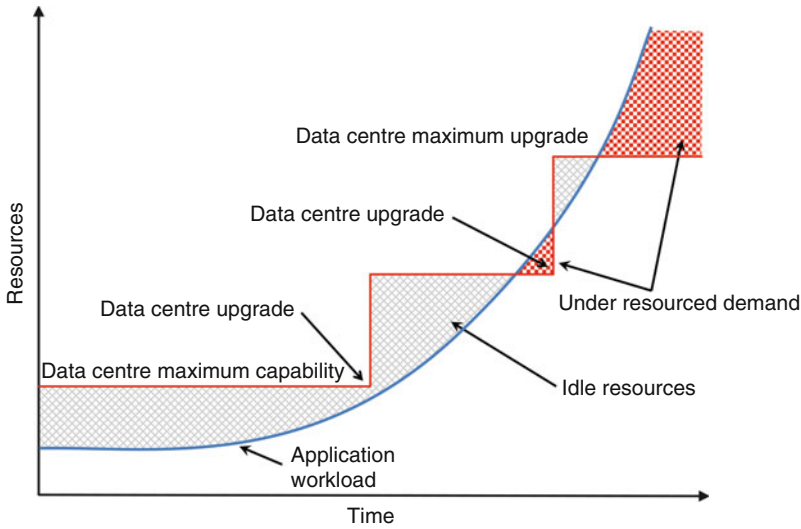 Data centre maximum upgrade
Data centre upgrade
Resources
Under resourced demand
Data centre upgrade
Data centre maximum capability
Idle resources
Application
workload
Time